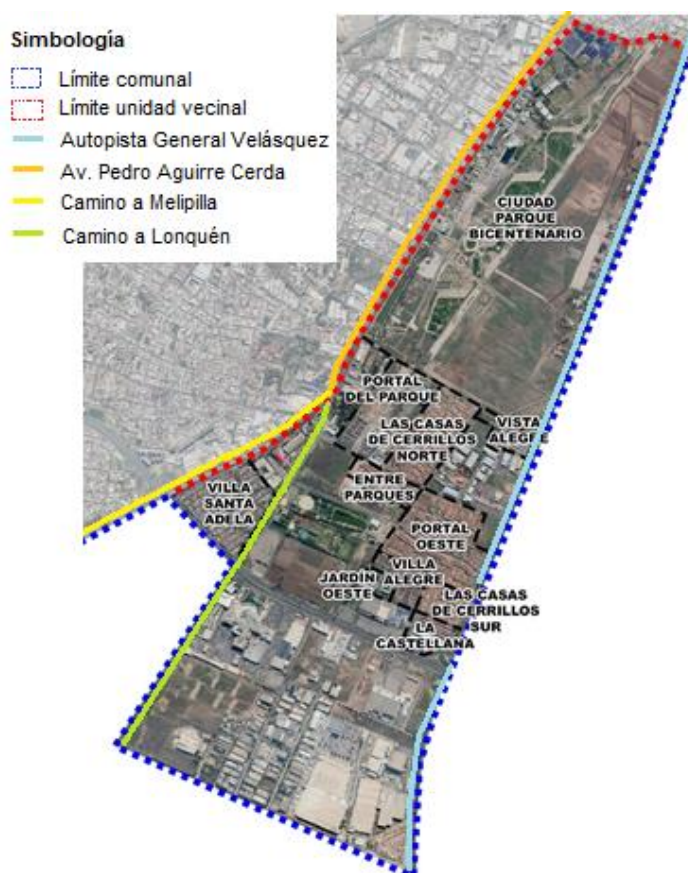 Simbología
Límite comunal
Límite unidad vecinal
Autopista General Velásquez
Av. Pedro Aguirre Cerda
Camino a Melipilla
Camino a Lonquén
CIUDAD
PARQUE
BICENTENARIO
PORTAL
DEL PARQUE
LAS CASAS
DE CERRILLOS
NORTE
VISTA
ALEGRE
VILLA
SANTA
ADELA
ENTRE
PARQUES
PORTAL
OESTE
VILLA
ALEGRE
JARDÍN
OESTE
LAS CASAS
DE CERRILLOS
SUR
LA
CASTELLANA